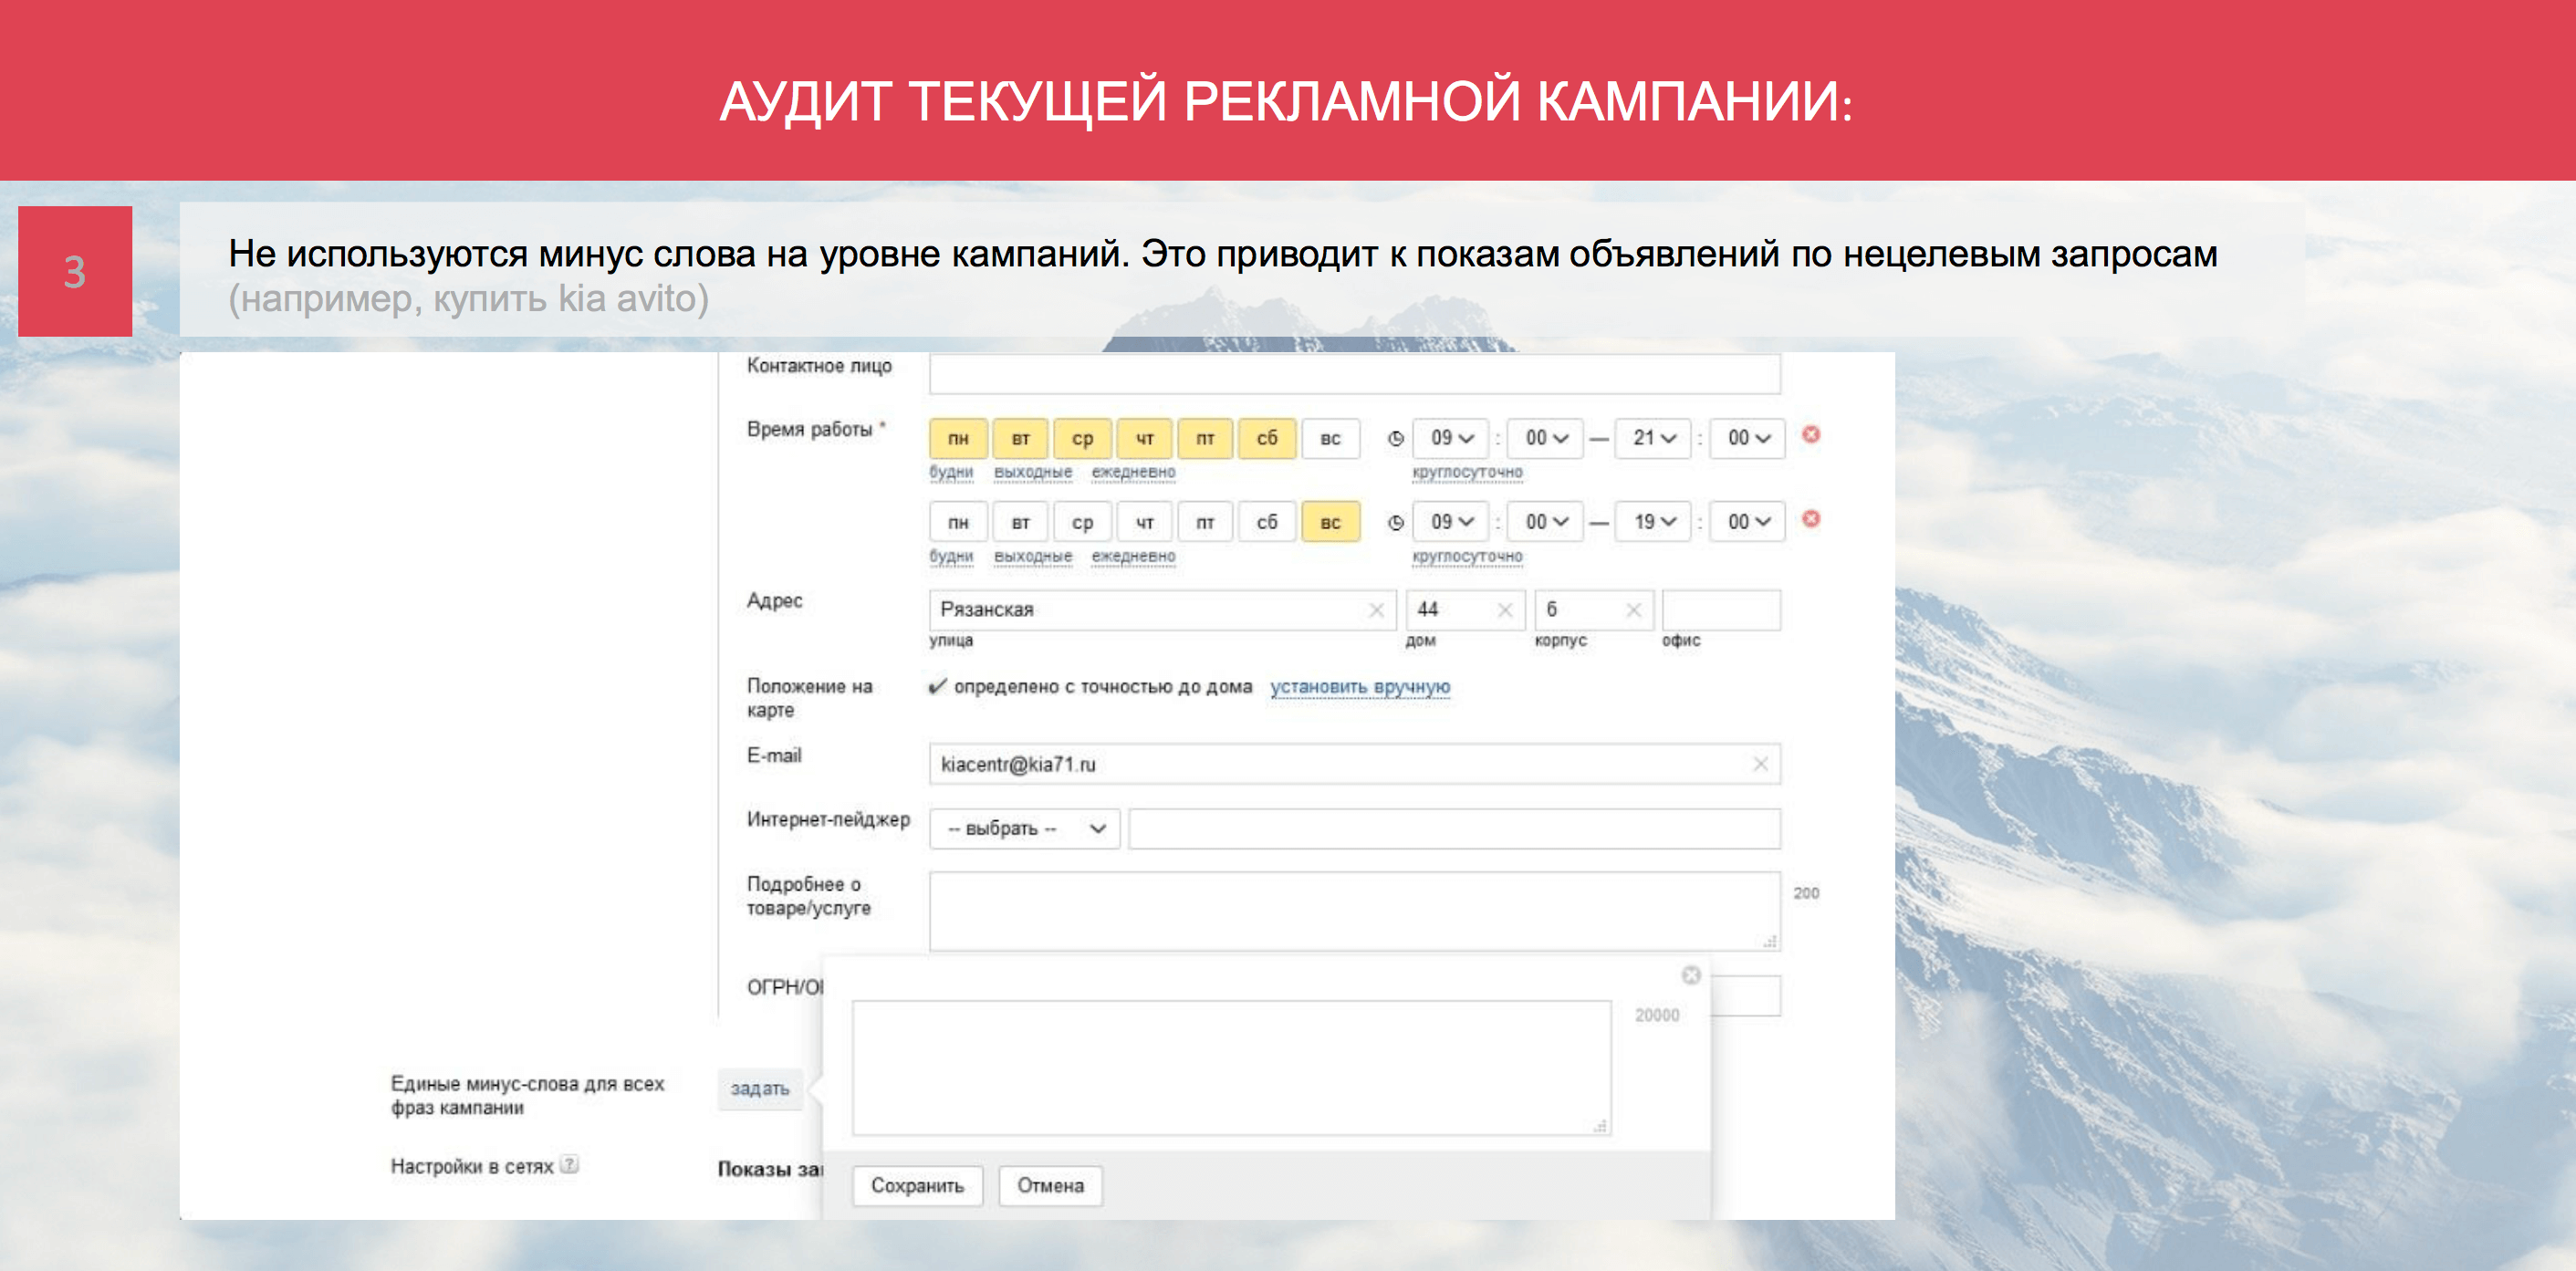 АУДИТ ТЕКУЩЕЙ РЕКЛАМНОЙ КАМПАНИИ:
3
Не используются минус слова на уровне кампаний. Это приводит к показам объявлений по нецелевым запросам
(например, купить kia avito)
Контактное лицо
Время работы *
пн вт ср чт пт сб вс 09 : 00 — 21 : 00
будни выходные ежедневно круглосуточно
пн вт ср чт пт сб вс 09 : 00 — 19 : 00
будни выходные ежедневно круглосуточно
Адрес
Рязанская 44 6
улица дом корпус офис
Положение на
карте
определено с точностью до дома установить вручную
E-mail
kiacentr@kia71.ru
Интернет-пейджер
-- выбрать --
Подробнее о
товаре/услуге
200
ОГРН/О
20000
Единые минус-слова для всех
фраз кампании
задать
Настройки в сетях ?
Показы за
Сохранить Отмена